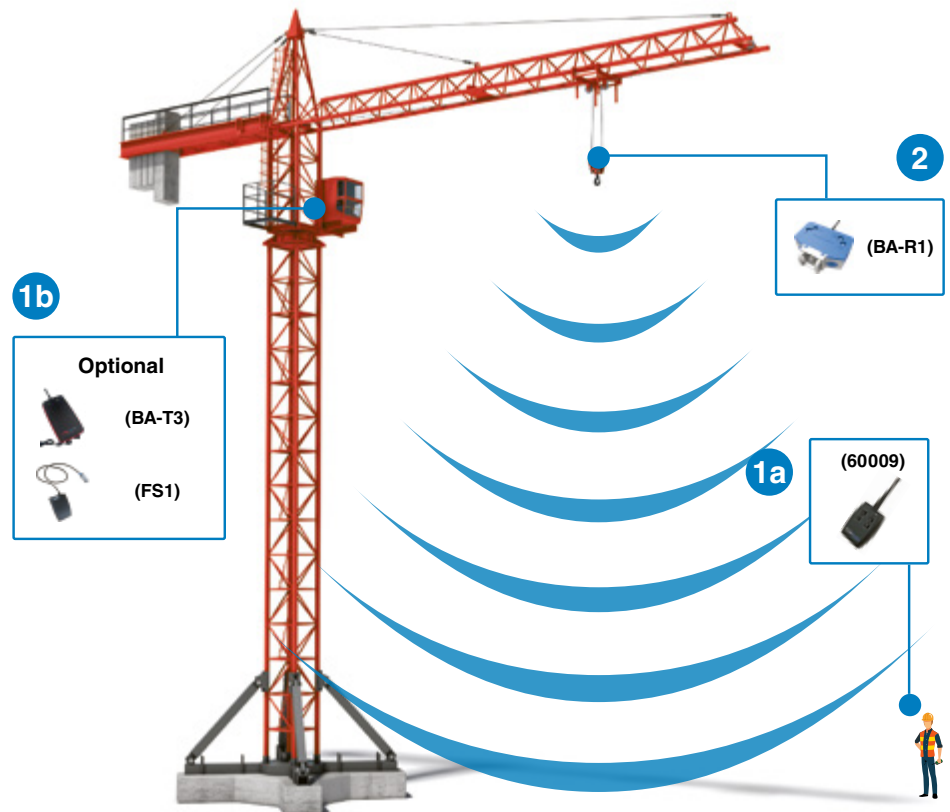 2
(BA-R1)
1b
Optional
(BA-T3)
(FS1)
1a
(60009)